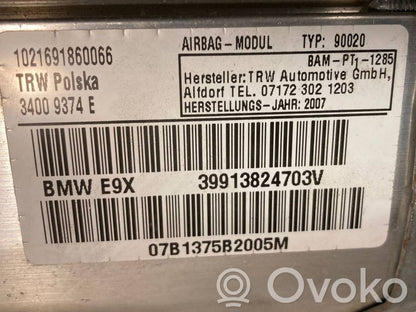 1021691860066
TRW Polska
3400 9374 E
AIRBAG-MODUL TYP: 90020
BAM-PT1-1285
Hersteller: TRW Automotive GmbH,
Alfdorf TEL. 07172 302 1203
HERSTELLUNGS-JAHR: 2007
BMW E9X 39913824703V
07B1375B2005M
OVOKO